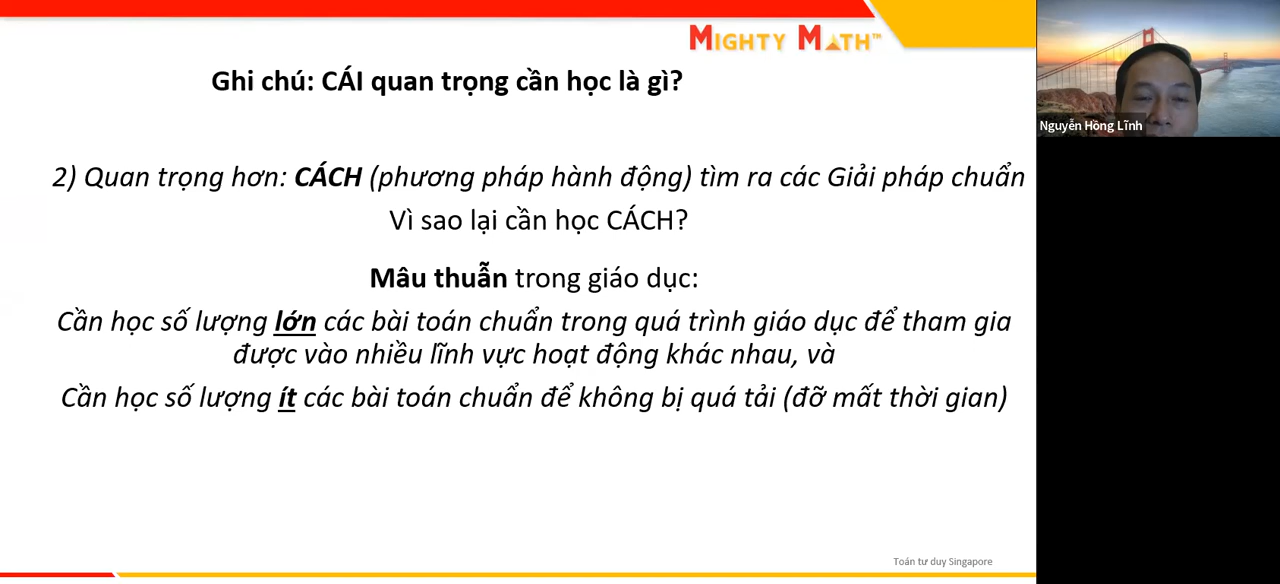 MIGHTY MATH™
Ghi chú: CÁI quan trọng cần học là gì?
Nguyễn Hồng Lĩnh
2) Quan trọng hơn: CÁCH (phương pháp hành động) tìm ra các Giải pháp chuẩn
Vì sao lại cần học CÁCH?
Mâu thuẫn trong giáo dục:
Cần học số lượng lớn các bài toán chuẩn trong quá trình giáo dục để tham gia
được vào nhiều lĩnh vực hoạt động khác nhau, và
Cần học số lượng ít các bài toán chuẩn để không bị quá tải (đỡ mất thời gian)
Toán tư duy Singapore